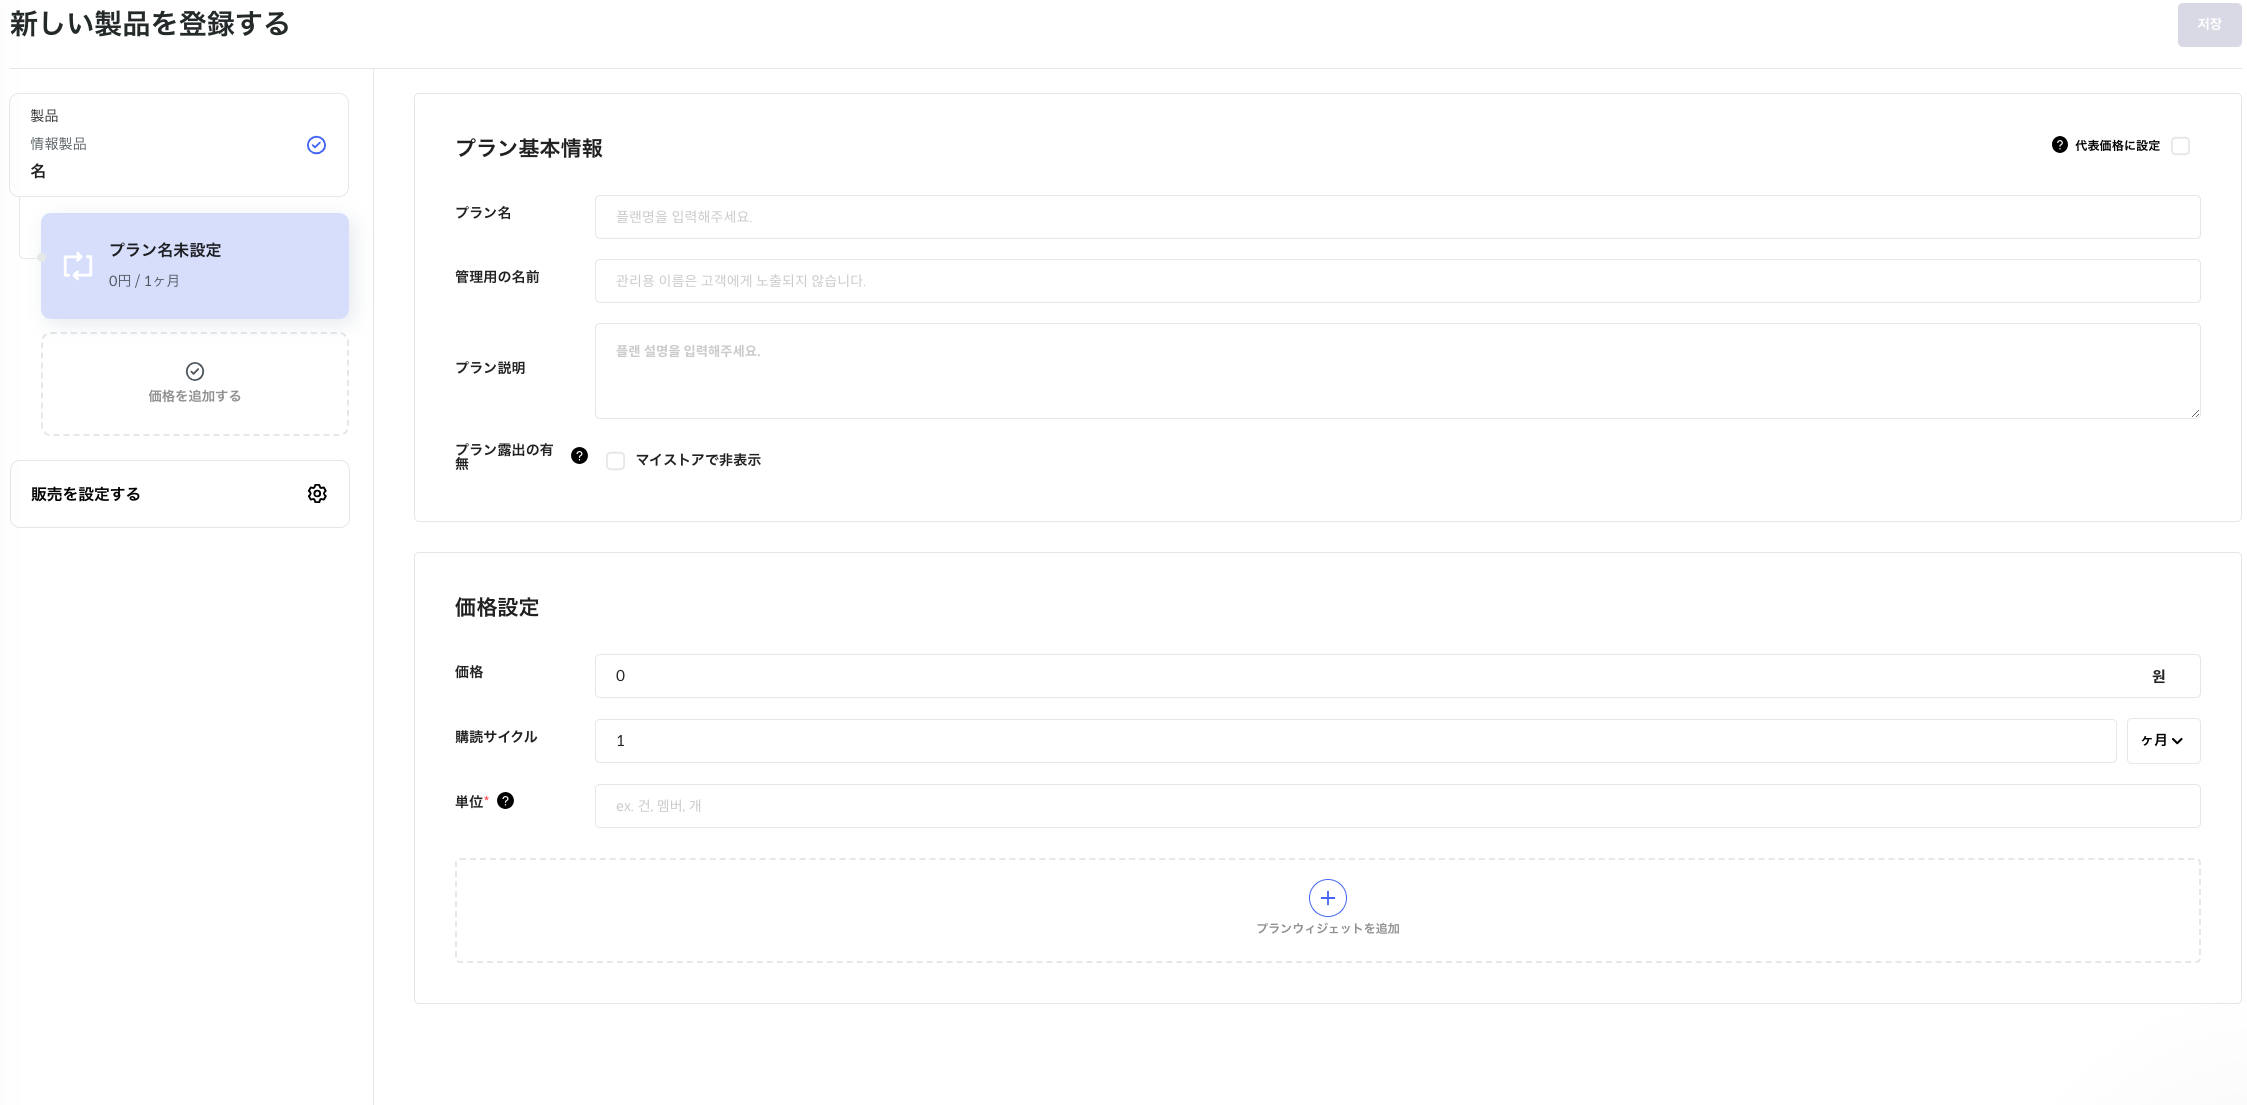 新しい製品を登録する
저장
製品
情報製品
名
プラン名未設定
0円 / 1ヶ月
価格を追加する
販売を設定する
プラン基本情報
代表価格に設定
プラン名
플랜명을 입력해주세요.
管理用の名前
관리용 이름은 고객에게 노출되지 않습니다.
プラン説明
플랜 설명을 입력해주세요.
プラン露出の有
無
マイストアで非表示
価格設定
価格
0
원
購読サイクル
1
ヶ月
単位*
ex. 건, 멤버, 개
プランウィジェットを追加